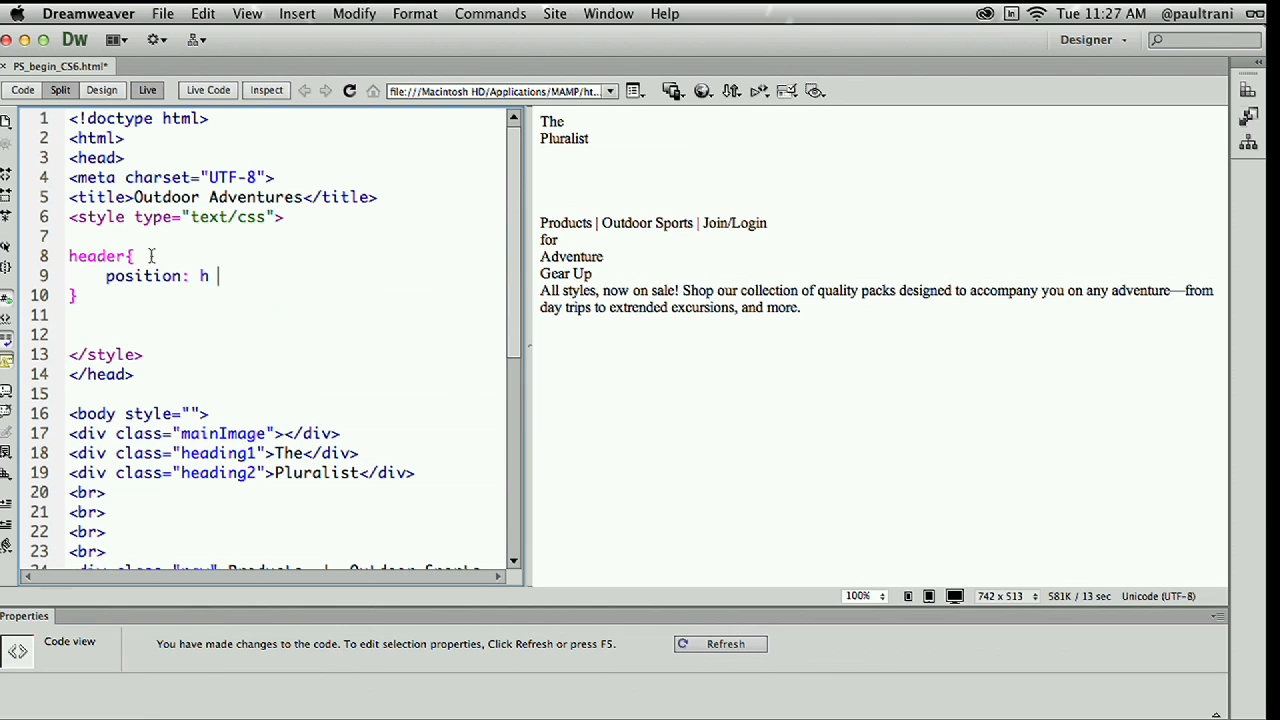 Dreamweaver File Edit View Insert Modify Format Commands Site Window Help Tue 11:27 AM @paultrani
Dw Designer
PS_begin_CS6.html*
Code Split Design Live Live Code Inspect file:///Macintosh HD/Applications/MAMP/ht...
1 <!doctype html>
2 <html>
3 <head>
4 <meta charset="UTF-8">
5 <title>Outdoor Adventures</title>
6 <style type="text/css">
7
8 header{
9 position: h
10 }
11
12
13 </style>
14 </head>
15
16 <body style="">
17 <div class="mainImage"></div>
18 <div class="heading1">The</div>
19 <div class="heading2">Pluralist</div>
20 <br>
21 <br>
22 <br>
23 <br>
The
Pluralist
Products | Outdoor Sports | Join/Login
for
Adventure
Gear Up
All styles, now on sale! Shop our collection of quality packs designed to accompany you on any adventure—from
day trips to extrended excursions, and more.
100% 742 x 513 581K / 13 sec Unicode (UTF-8)
Properties
Code view You have made changes to the code. To edit selection properties, Click Refresh or press F5. Refresh